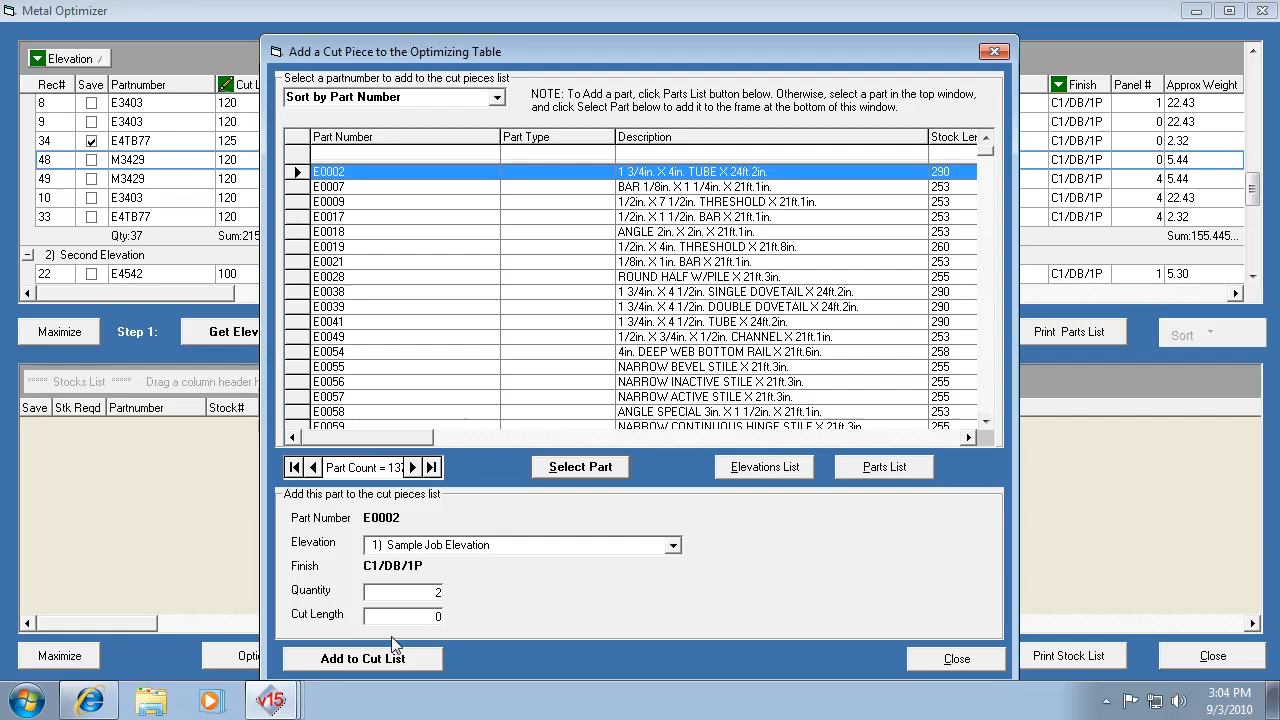 Metal Optimizer
Elevation
Rec# Save Partnumber Cut L
8 E3403 120
9 E3403 120
34 E4TB77 125
48 M3429 120
49 M3429 120
10 E3403 120
33 E4TB77 120
Qty:37 Sum:215
2) Second Elevation
22 E4542 100
Maximize Step 1: Get Elev
***** Stocks List ***** Drag a column header h
Save Stk Reqd Partnumber Stock#
Maximize Opti
Add a Cut Piece to the Optimizing Table
Select a partnumber to add to the cut pieces list
Sort by Part Number
NOTE: To Add a part, click Parts List button below. Otherwise, select a part in the top window,
and click Select Part below to add it to the frame at the bottom of this window.
Part Number Part Type Description Stock Ler
E0002 1 3/4in. X 4in. TUBE X 24ft.2in. 290
E0007 BAR 1/8in. X 1 1/4in. X 21ft.1in. 253
E0009 1/2in. X 7 1/2in. THRESHOLD X 21ft.1in. 253
E0017 1/2in. X 1 1/2in. BAR X 21ft.1in. 253
E0018 ANGLE 2in. X 2in. X 21ft.1in. 253
E0019 1/2in. X 4in. THRESHOLD X 21ft.8in. 260
E0021 1/8in. X 1in. BAR X 21ft.1in. 253
E0028 ROUND HALF W/PILE X 21ft.3in. 255
E0038 1 3/4in. X 4 1/2in. SINGLE DOVETAIL X 24ft.2in. 290
E0039 1 3/4in. X 4 1/2in. DOUBLE DOVETAIL X 24ft.2in. 290
E0041 1 3/4in. X 4 1/2in. TUBE X 24ft.2in. 290
E0049 1/2in. X 3/4in. X 1/2in. CHANNEL X 21ft.1in. 253
E0054 4in. DEEP WEB BOTTOM RAIL X 21ft.6in. 258
E0055 NARROW BEVEL STILE X 21ft.3in. 255
E0056 NARROW INACTIVE STILE X 21ft.3in. 255
E0057 NARROW ACTIVE STILE X 21ft.3in. 255
E0058 ANGLE SPECIAL 3in. X 1 1/2in. X 21ft.1in. 253
E0059 NARROW CONTINUOUS HINGE STILE X 21ft.3in. 255
Part Count = 13 Select Part Elevations List Parts List
Add this part to the cut pieces list
Part Number E0002
Elevation 1) Sample Job Elevation
Finish C1/DB/1P
Quantity 2
Cut Length 0
Add to Cut List Close
Finish Panel # Approx Weight
C1/DB/1P 1 22.43
C1/DB/1P 0 22.43
C1/DB/1P 0 2.32
C1/DB/1P 0 5.44
C1/DB/1P 4 5.44
C1/DB/1P 4 22.43
C1/DB/1P 4 2.32
Sum:155.445...
C1/DB/1P 1 5.30
Print Parts List Sort
Print Stock List Close
v15
3:04 PM
9/3/2010